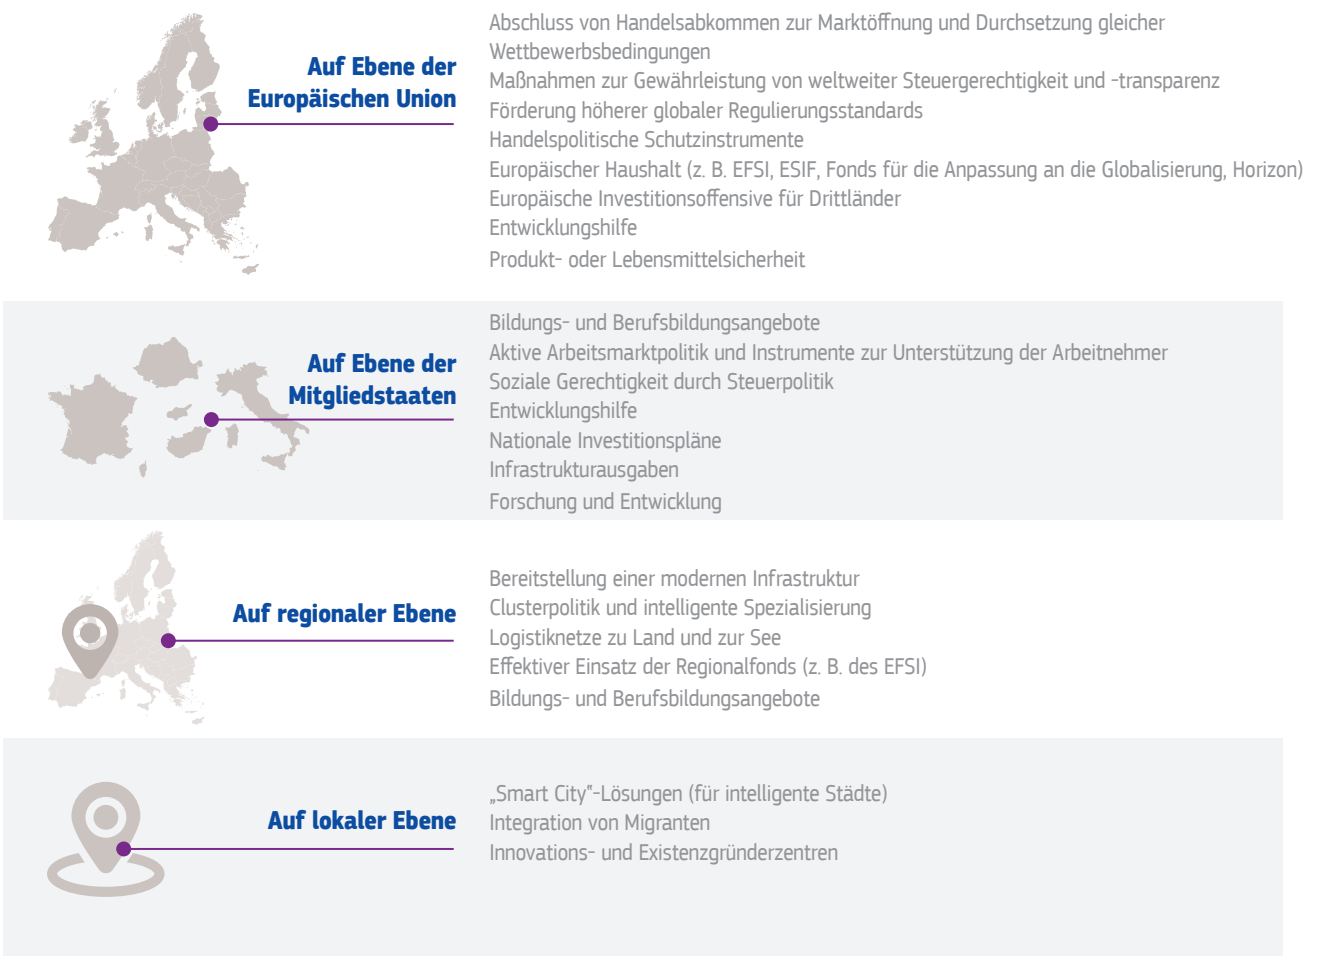 Auf Ebene der
Europäischen Union
Abschluss von Handelsabkommen zur Marktöffnung und Durchsetzung gleicher
Wettbewerbsbedingungen
Maßnahmen zur Gewährleistung von weltweiter Steuergerechtigkeit und -transparenz
Förderung höherer globaler Regulierungsstandards
Handelspolitische Schutzinstrumente
Europäischer Haushalt (z. B. EFSI, ESIF, Fonds für die Anpassung an die Globalisierung, Horizon)
Europäische Investitionsoffensive für Drittländer
Entwicklungshilfe
Produkt- oder Lebensmittelsicherheit
Auf Ebene der
Mitgliedstaaten
Bildungs- und Berufsbildungsangebote
Aktive Arbeitsmarktpolitik und Instrumente zur Unterstützung der Arbeitnehmer
Soziale Gerechtigkeit durch Steuerpolitik
Entwicklungshilfe
Nationale Investitionspläne
Infrastrukturausgaben
Forschung und Entwicklung
Auf regionaler Ebene
Bereitstellung einer modernen Infrastruktur
Clusterpolitik und intelligente Spezialisierung
Logistiknetze zu Land und zur See
Effektiver Einsatz der Regionalfonds (z. B. des EFSI)
Bildungs- und Berufsbildungsangebote
Auf lokaler Ebene
„Smart City“-Lösungen (für intelligente Städte)
Integration von Migranten
Innovations- und Existenzgründerzentren